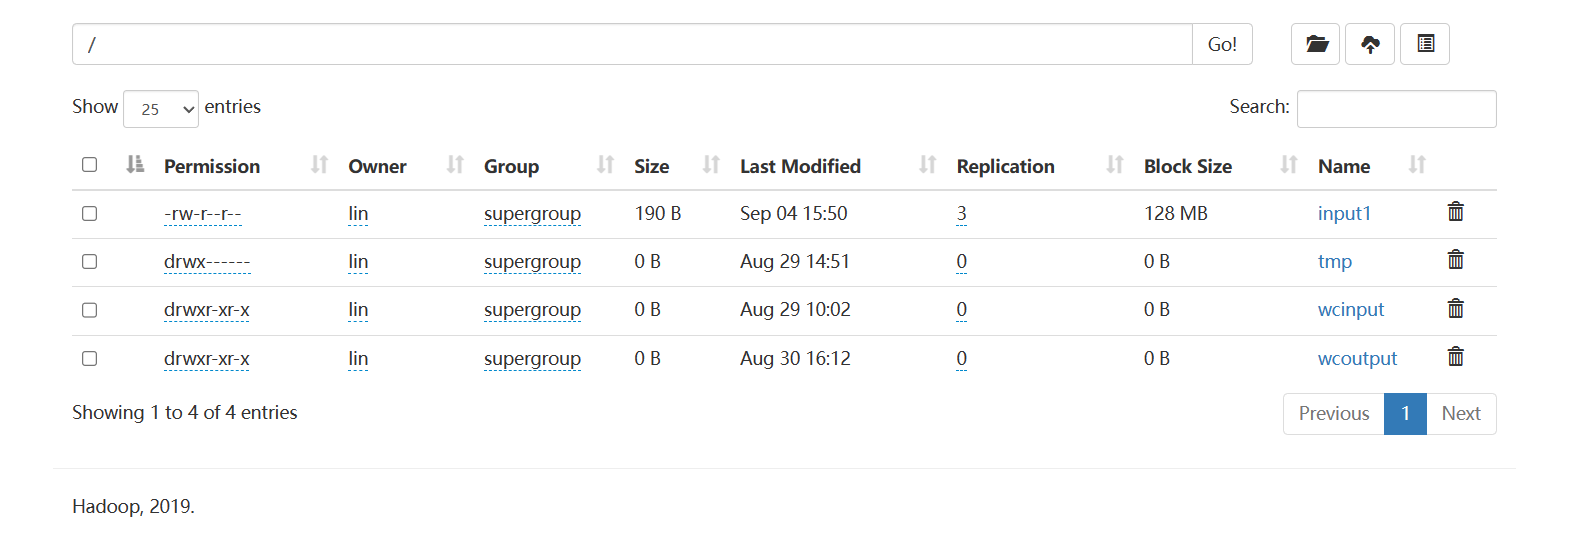 / Go!
Show 25 entries Search:
Permission Owner Group Size Last Modified Replication Block Size Name
-rw-r--r-- lin supergroup 190 B Sep 04 15:50 3 128 MB input1
drwx------ lin supergroup 0 B Aug 29 14:51 0 0 B tmp
drwxr-xr-x lin supergroup 0 B Aug 29 10:02 0 0 B wcinput
drwxr-xr-x lin supergroup 0 B Aug 30 16:12 0 0 B wcoutput
Showing 1 to 4 of 4 entries Previous 1 Next
Hadoop, 2019.